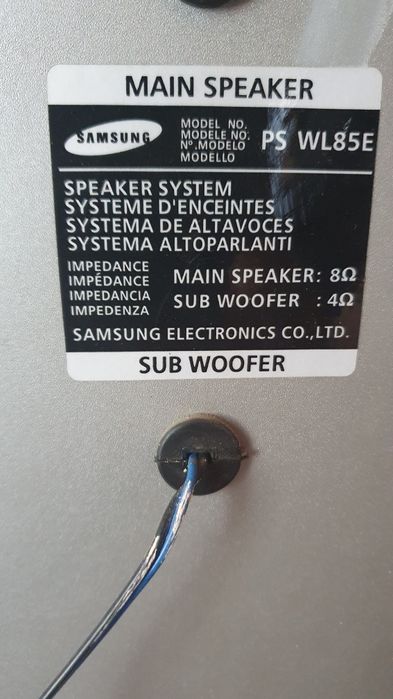 MAIN SPEAKER
SAMSUNG
MODEL NO.
MODELE NO.
Nº.MODELO
MODELLO
PS WL85E
SPEAKER SYSTEM
SYSTEME D'ENCEINTES
SYSTEMA DE ALTAVOCES
SYSTEMA ALTOPARLANTI
IMPEDANCE
IMPÉDANCE
IMPEDANCIA
IMPEDENZA
MAIN SPEAKER: 8Ω
SUB WOOFER : 4Ω
SAMSUNG ELECTRONICS CO.,LTD.
SUB WOOFER